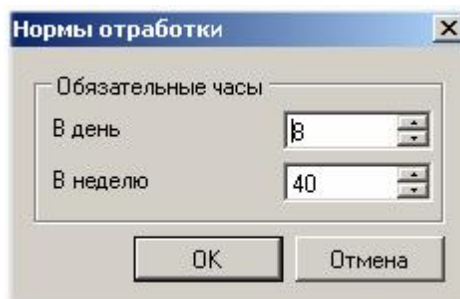 Нормы отработки
Обязательные часы
В день 8
В неделю 40
OK Отмена